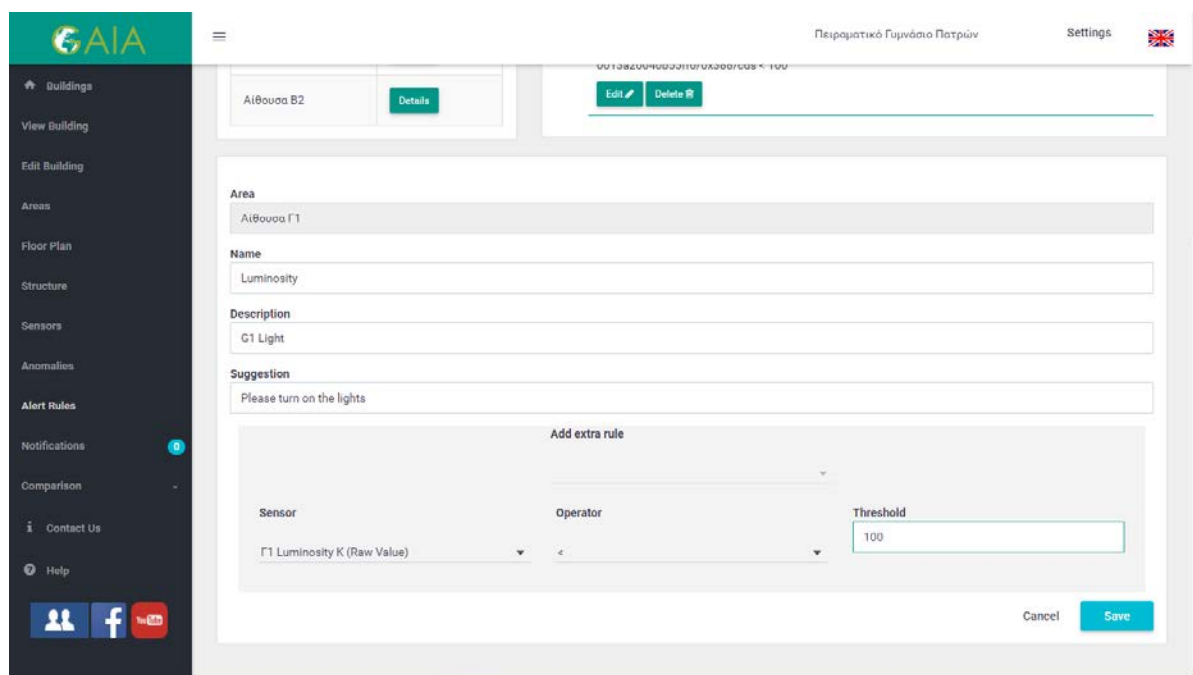 GAIA
Πειραματικό Γυμνάσιο Πατρών
Settings
Buildings
View Building
Edit Building
Areas
Floor Plan
Structure
Sensors
Anomalies
Alert Rules
Notifications
0
Comparison
Contact Us
Help
Αίθουσα Β2
Details
Edit
Delete
Area
Αίθουσα Γ1
Name
Luminosity
Description
G1 Light
Suggestion
Please turn on the lights
Add extra rule
Sensor
Operator
Threshold
Γ1 Luminosity K (Raw Value)
<
100
Cancel
Save